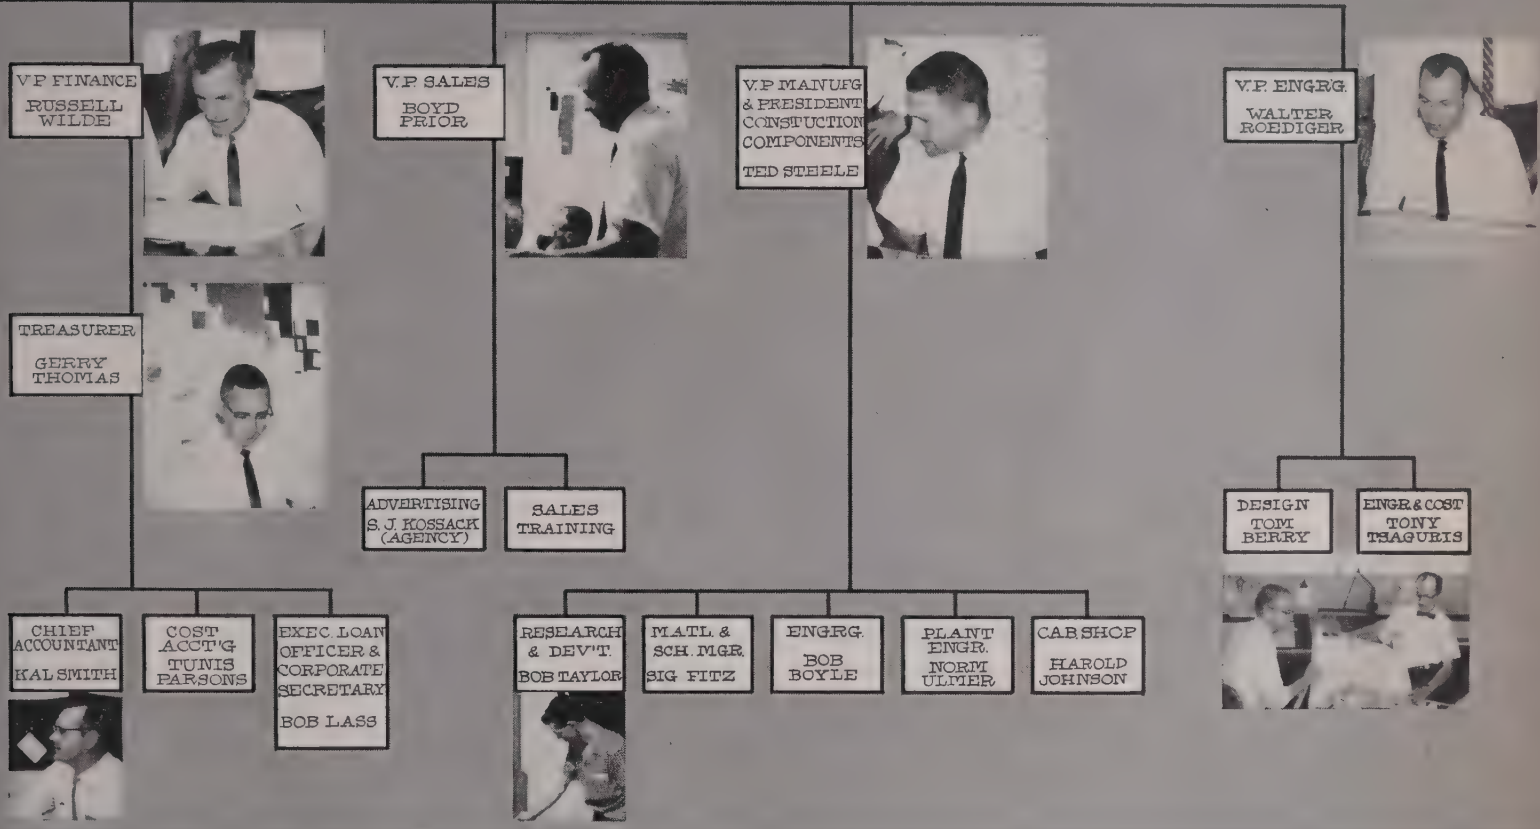 V.P. FINANCE
RUSSELL
WILDE
V.P. SALES
BOYD
PRIOR
V.P. MANUF'G
& PRESIDENT
CONSTUCTION
COMPONENTS
TED STEELE
V.P. ENGR'G.
WALTER
ROEDIGER
TREASURER
GERRY
THOMAS
ADVERTISING
S. J. KOSSACK
(AGENCY)
SALES
TRAINING
DESIGN
TOM
BERRY
ENGR & COST
TONY
TSAGURIS
CHIEF
ACCOUNTANT
KAL SMITH
COST
ACCT'G
TUNIS
PARSONS
EXEC. LOAN
OFFICER &
CORPORATE
SECRETARY
BOB LASS
RESEARCH
& DEV'T.
BOB TAYLOR
MATL. &
SCH. MGR.
SIG FITZ
ENGRG.
BOB
BOYLE
PLANT
ENGR.
NORM
ULMER
CAB SHOP
HAROLD
JOHNSON